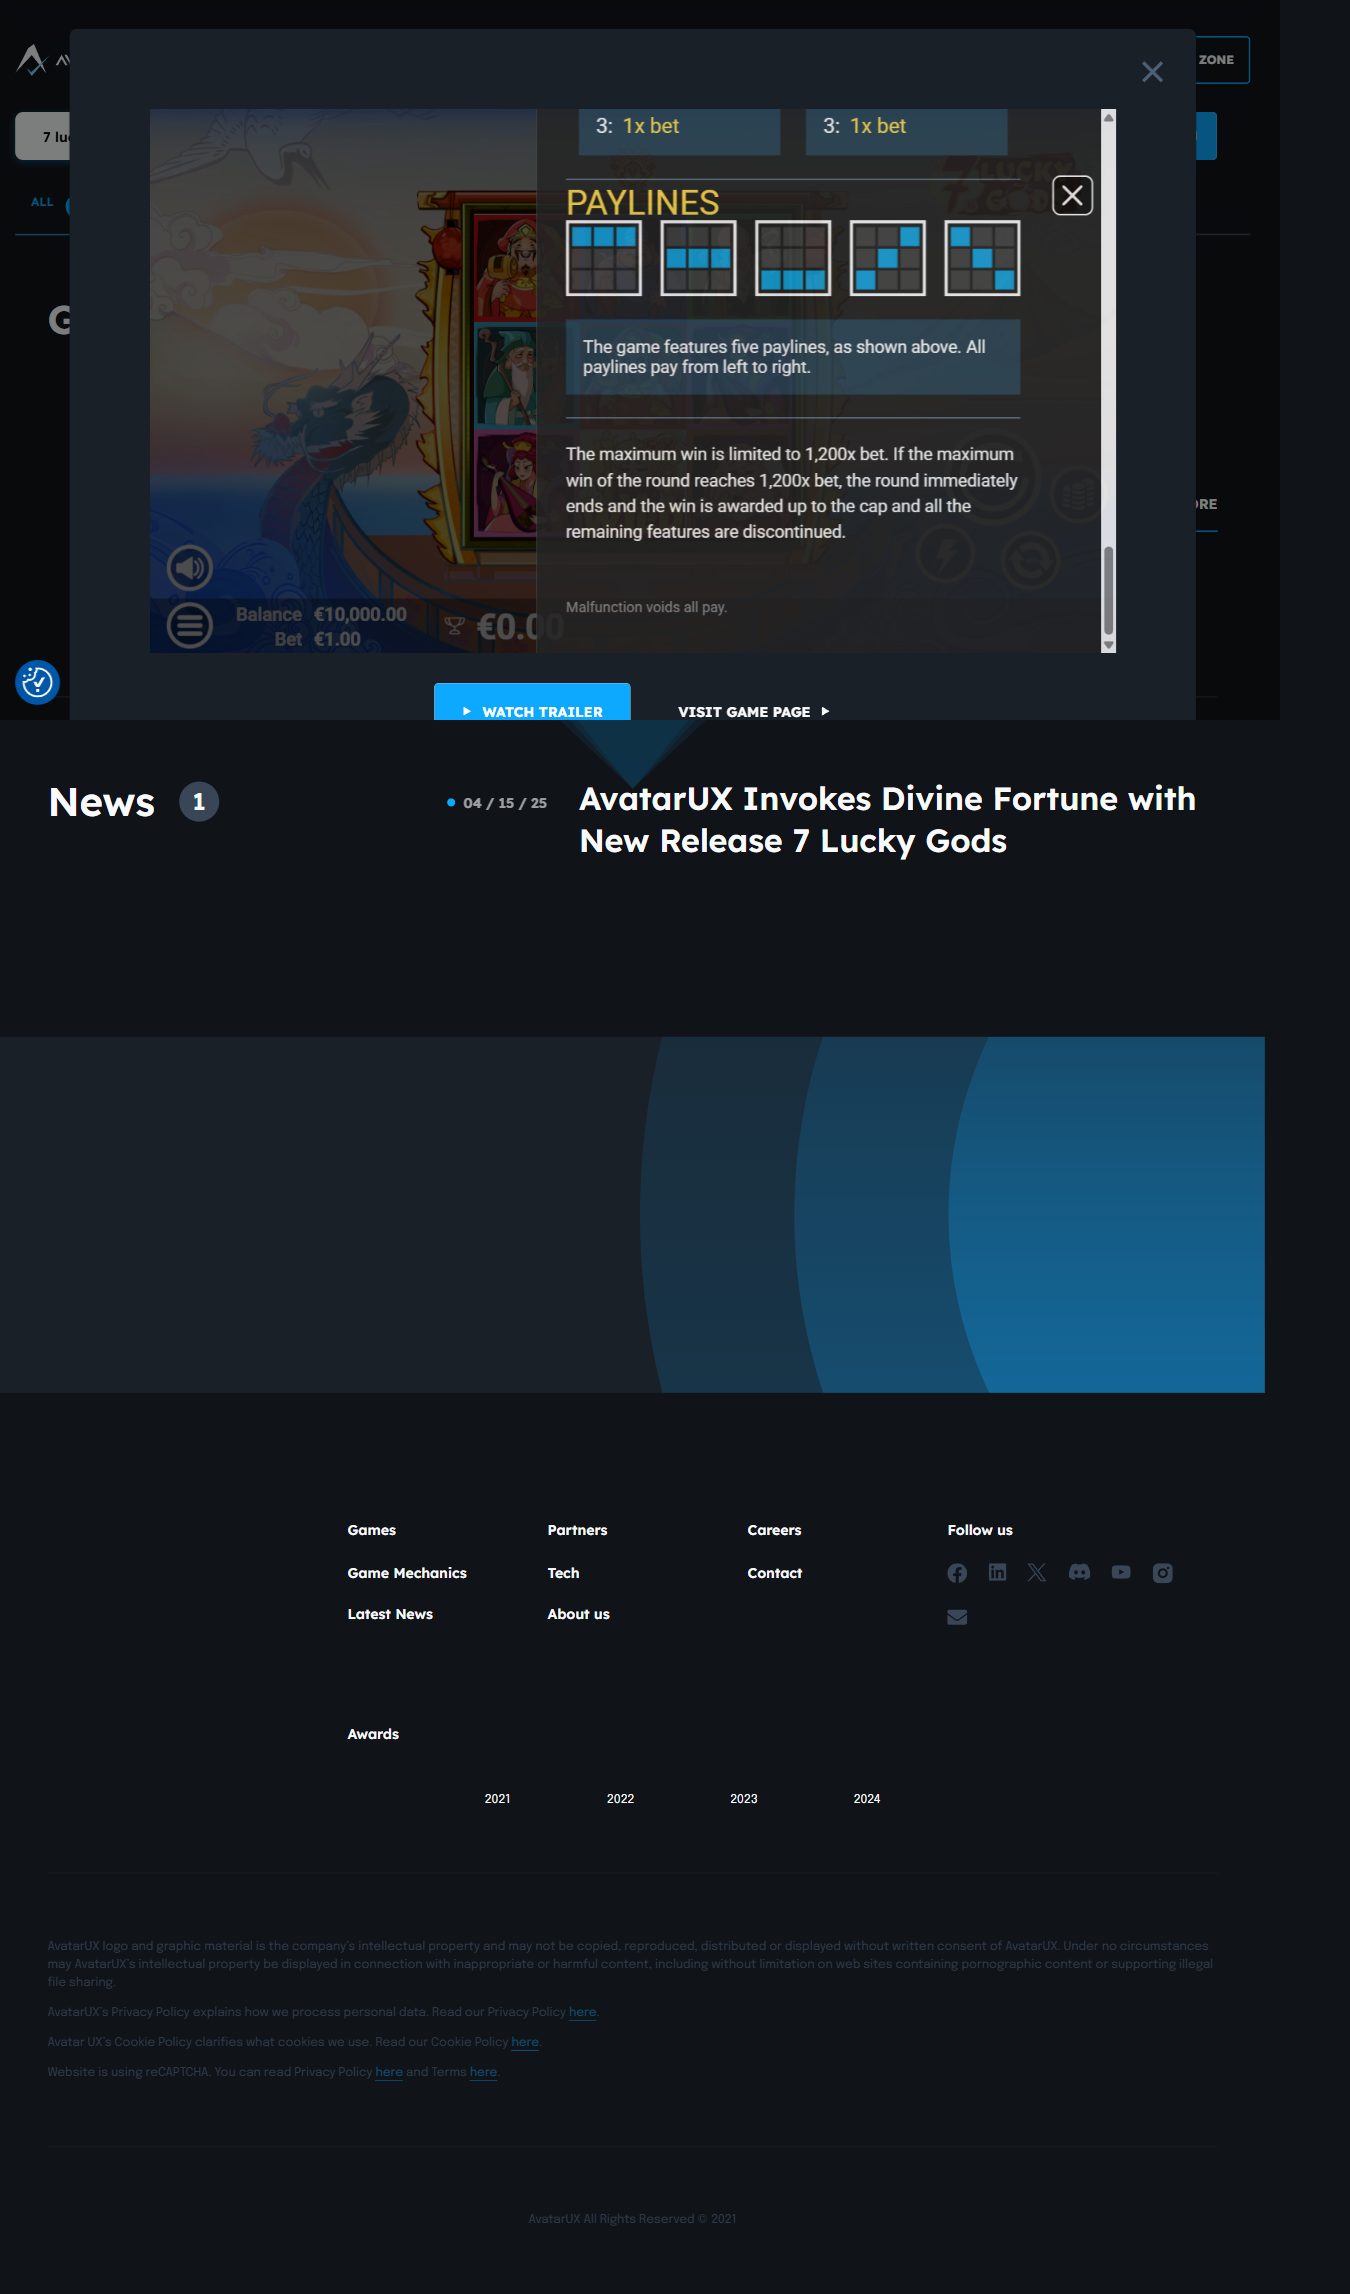 ZONE
7 lu
ALL
G
3: 1x bet
3: 1x bet
7 LUCKY GODS
PAYLINES
The game features five paylines, as shown above. All
paylines pay from left to right.
The maximum win is limited to 1,200x bet. If the maximum
win of the round reaches 1,200x bet, the round immediately
ends and the win is awarded up to the cap and all the
remaining features are discontinued.
Malfunction voids all pay.
Balance €10,000.00
Bet €1.00
€0.00
ORE
WATCH TRAILER
VISIT GAME PAGE
News 1
04 / 15 / 25
AvatarUX Invokes Divine Fortune with
New Release 7 Lucky Gods
Games
Partners
Careers
Follow us
Game Mechanics
Tech
Contact
Latest News
About us
Awards
2021
2022
2023
2024
AvatarUX logo and graphic material is the company's intellectual property and may not be copied, reproduced, distributed or displayed without written consent of AvatarUX. Under no circumstances
may AvatarUX's intellectual property be displayed in connection with inappropriate or harmful content, including without limitation on web sites containing pornographic content or supporting illegal
file sharing.
AvatarUX's Privacy Policy explains how we process personal data. Read our Privacy Policy here.
Avatar UX's Cookie Policy clarifies what cookies we use. Read our Cookie Policy here.
Website is using reCAPTCHA. You can read Privacy Policy here and Terms here.
AvatarUX All Rights Reserved © 2021